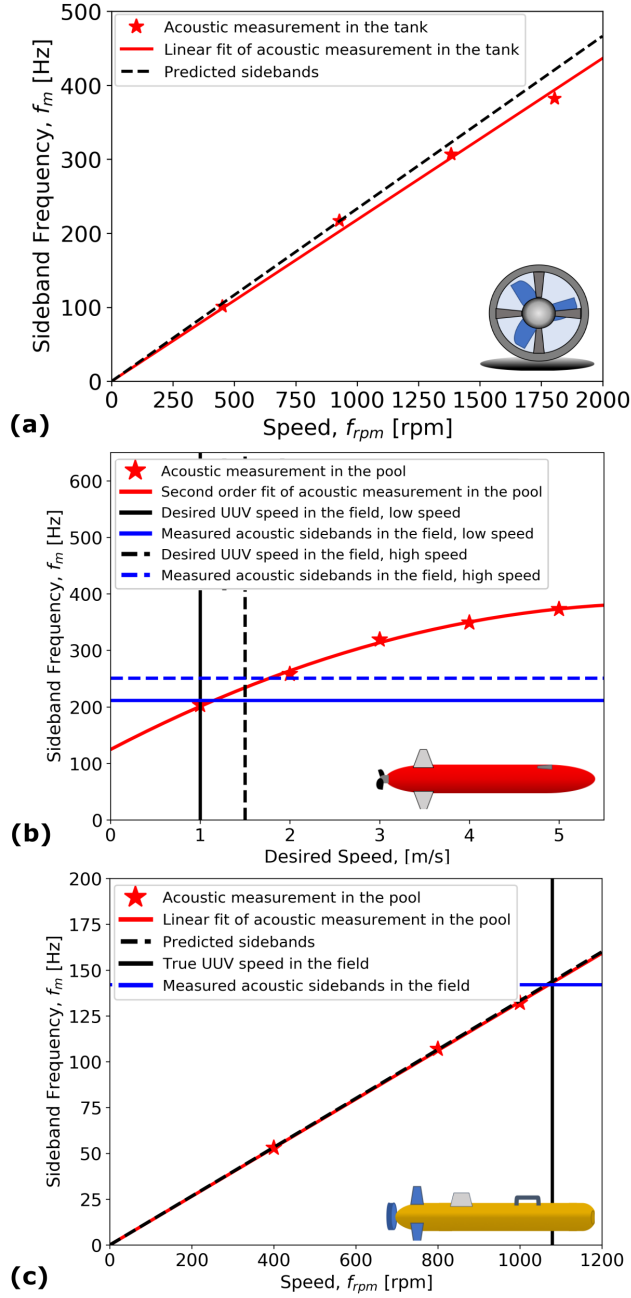 500
400
300
200
100
0
Sideband Frequency, f_m [Hz]
Acoustic measurement in the tank
Linear fit of acoustic measurement in the tank
Predicted sidebands
0 250 500 750 1000 1250 1500 1750 2000
Speed, f_rpm [rpm]
(a)
600
500
400
300
200
100
0
Sideband Frequency, f_m [Hz]
Acoustic measurement in the pool
Second order fit of acoustic measurement in the pool
Desired UUV speed in the field, low speed
Measured acoustic sidebands in the field, low speed
Desired UUV speed in the field, high speed
Measured acoustic sidebands in the field, high speed
0 1 2 3 4 5
Desired Speed, [m/s]
(b)
200
175
150
125
100
75
50
25
0
Sideband Frequency, f_m [Hz]
Acoustic measurement in the pool
Linear fit of acoustic measurement in the pool
Predicted sidebands
True UUV speed in the field
Measured acoustic sidebands in the field
0 200 400 600 800 1000 1200
Speed, f_rpm [rpm]
(c)